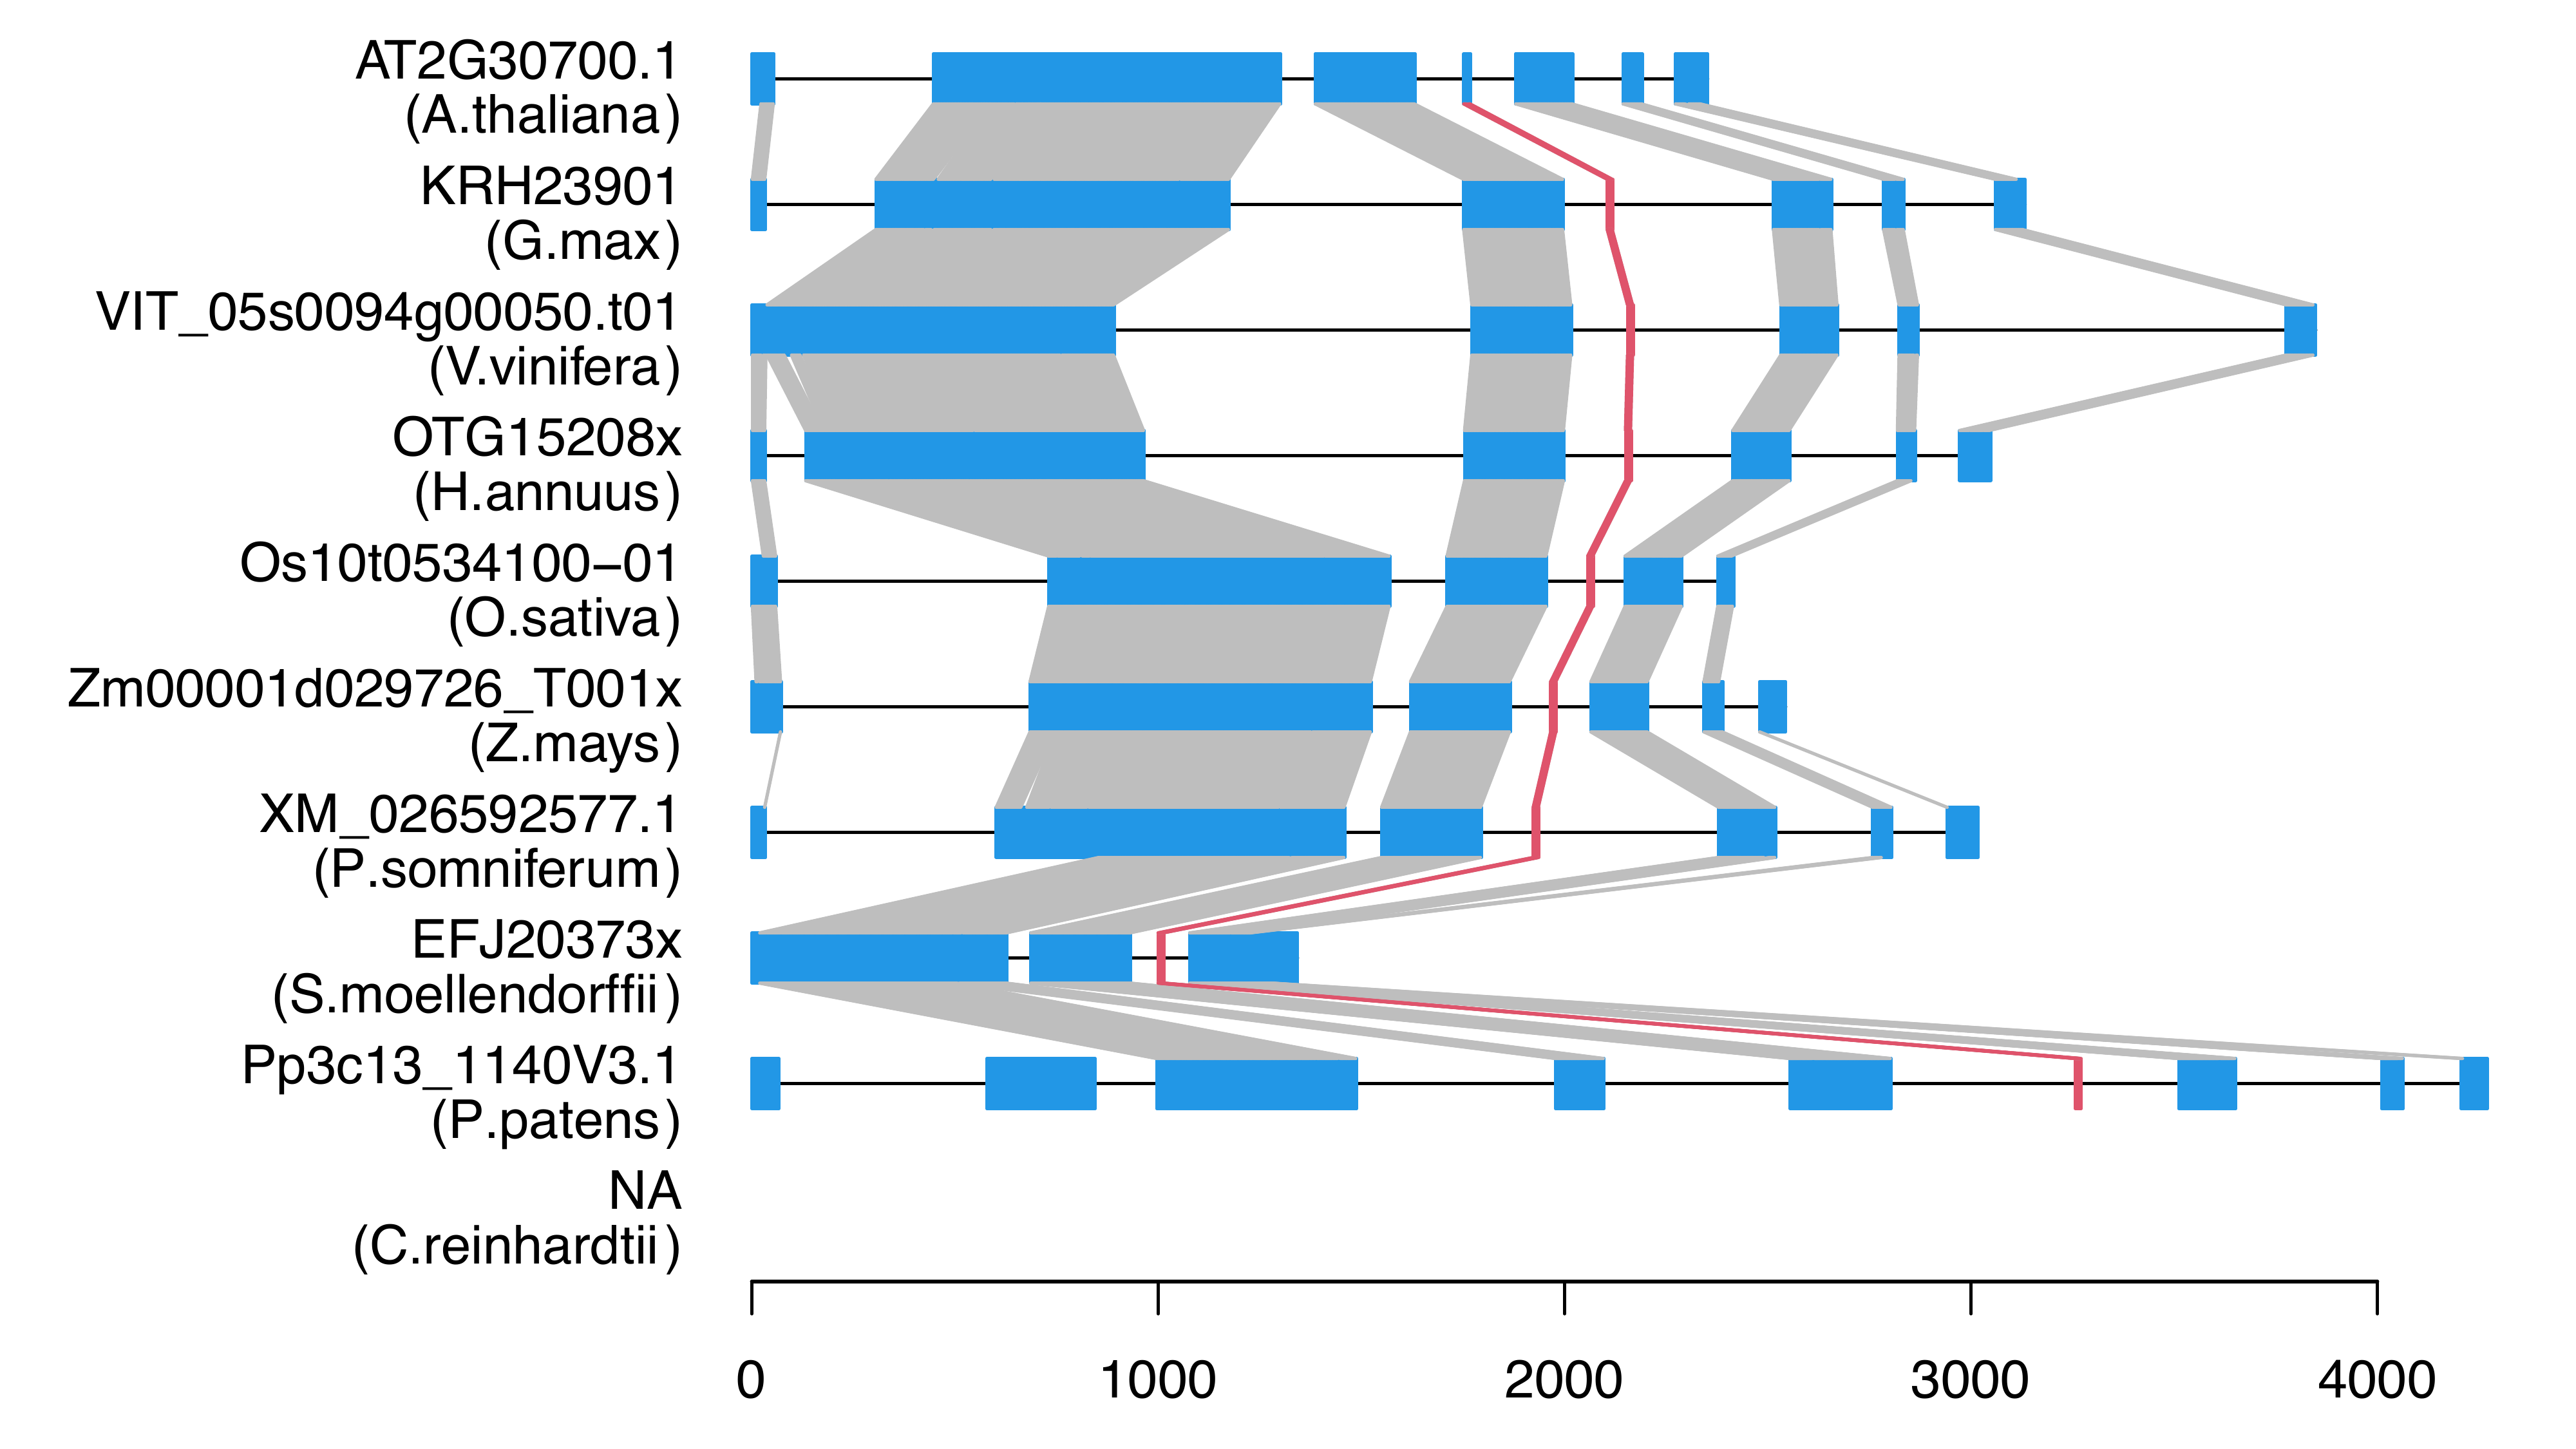 AT2G30700.1
(A.thaliana)
KRH23901
(G.max)
VIT_05s0094g00050.t01
(V.vinifera)
OTG15208x
(H.annuus)
Os10t0534100−01
(O.sativa)
Zm00001d029726_T001x
(Z.mays)
XM_026592577.1
(P.somniferum)
EFJ20373x
(S.moellendorffii)
Pp3c13_1140V3.1
(P.patens)
NA
(C.reinhardtii)
0 1000 2000 3000 4000